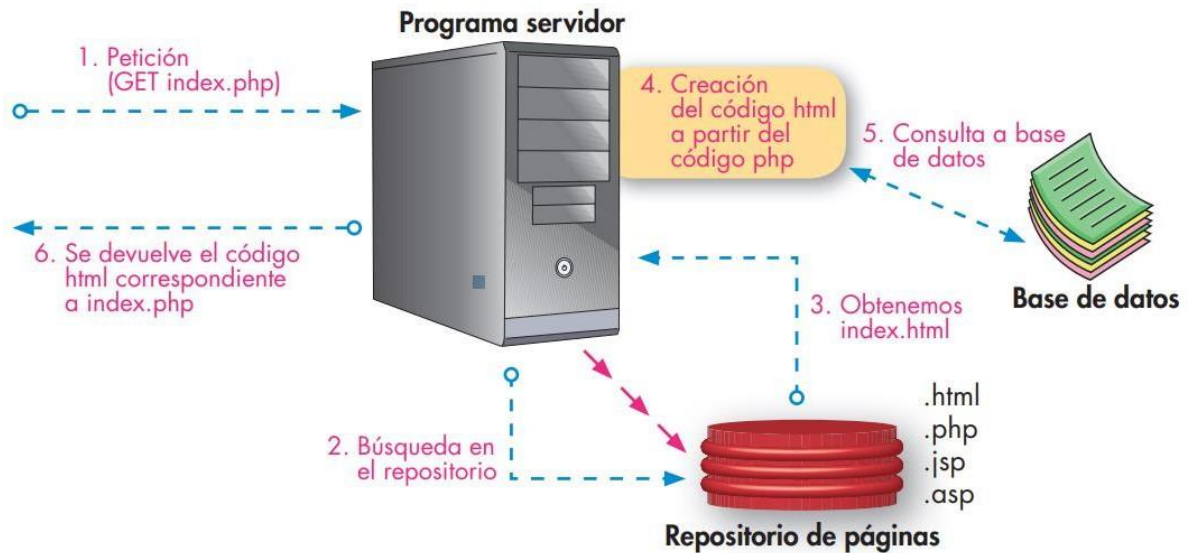 Programa servidor
1. Petición
(GET index.php)
4. Creación
del código html
a partir del
código php
5. Consulta a base
de datos
6. Se devuelve el código
html correspondiente
a index.php
Base de datos
3. Obtenemos
index.html
2. Búsqueda en
el repositorio
.html
.php
.jsp
.asp
Repositorio de páginas